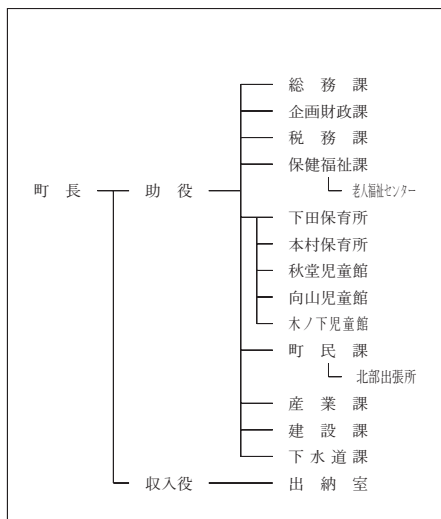 総務課
企画財政課
税務課
保健福祉課
町長 助役 老人福祉センター
下田保育所
本村保育所
秋堂児童館
向山児童館
木ノ下児童館
町民課
北部出張所
産業課
建設課
下水道課
収入役 出納室